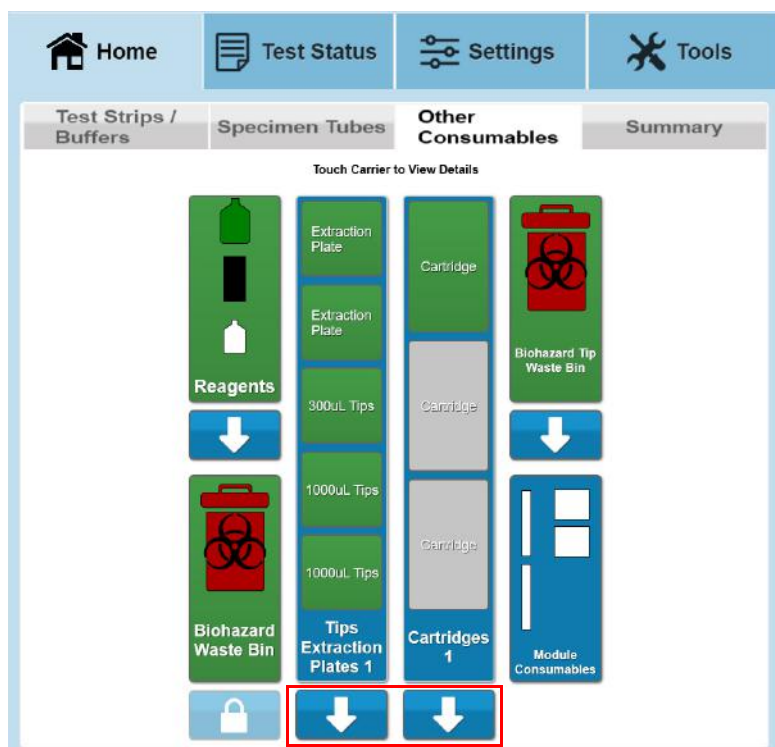 Home
Test Status
Settings
Tools
Test Strips /
Buffers
Specimen Tubes
Other
Consumables
Summary
Touch Carrier to View Details
Reagents
Biohazard
Waste Bin
Extraction
Plate
Extraction
Plate
300uL Tips
1000uL Tips
1000uL Tips
Tips
Extraction
Plates 1
Cartridge
Cartridge
Cartridge
Cartridges
1
Biohazard Tip
Waste Bin
Module
Consumables